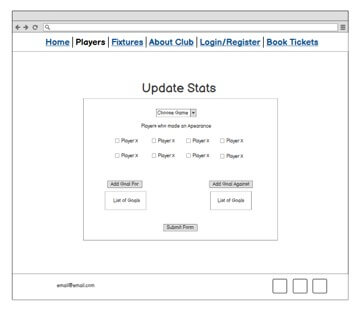 Home | Players | Fixtures | About Club | Login/Register | Book Tickets
Update Stats
Choose Game
Players who made an Apearance
Player X Player X Player X Player X
Player X Player X Player X Player X
Add Goal For Add Goal Against
List of Goals List of Goals
Submit Form
email@email.com